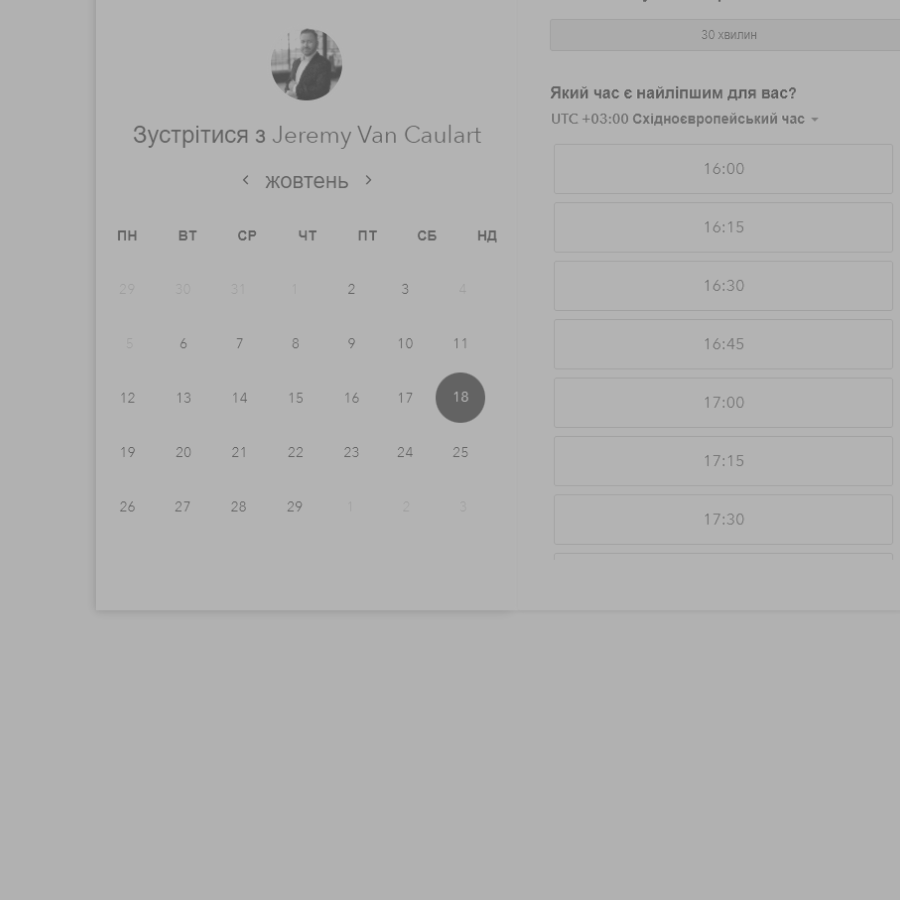 Зустрітися з Jeremy Van Caulart
жовтень
ПН ВТ СР ЧТ ПТ СБ НД
29 30 31 1 2 3 4
5 6 7 8 9 10 11
12 13 14 15 16 17 18
19 20 21 22 23 24 25
26 27 28 29 1 2 3
30 хвилин
Який час є найліпшим для вас?
UTC +03:00 Східноєвропейський час
16:00
16:15
16:30
16:45
17:00
17:15
17:30